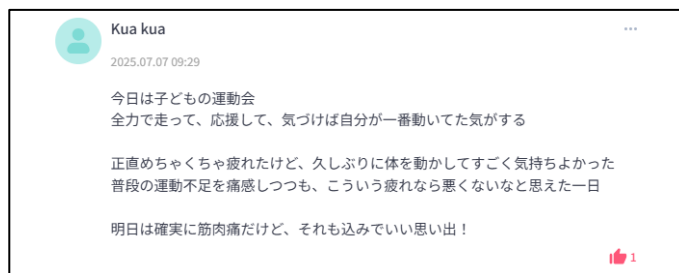 Kua kua
2025.07.07 09:29
今日は子どもの運動会
全力で走って、応援して、気づけば自分が一番動いてた気がする
正直めちゃくちゃ疲れたけど、久しぶりに体を動かしてすごく気持ちよかった
普段の運動不足を痛感しつつも、こういう疲れなら悪くないなと思えた一日
明日は確実に筋肉痛だけど、それも込みでいい思い出！
1